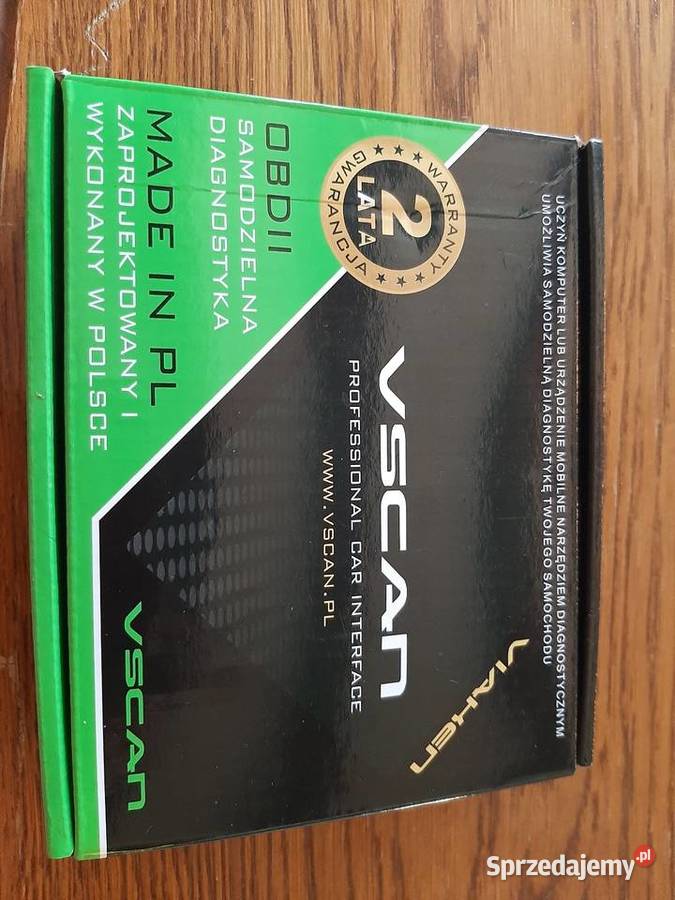 UCZYŃ KOMPUTER LUB URZĄDZENIE MOBILNE NARZĘDZIEM DIAGNOSTYCZNYM
UMOŻLIWIA SAMODZIELNĄ DIAGNOSTYKĘ TWOJEGO SAMOCHODU
WARRANTY
2
LATA
GWARANCJA
VIAKEN
VSCAN
PROFESSIONAL CAR INTERFACE
WWW.VSCAN.PL
OBDII
SAMODZIELNA
DIAGNOSTYKA
MADE IN PL
ZAPROJEKTOWANY I
WYKONANY W POLSCE
VSCAN
Sprzedajemy.pl